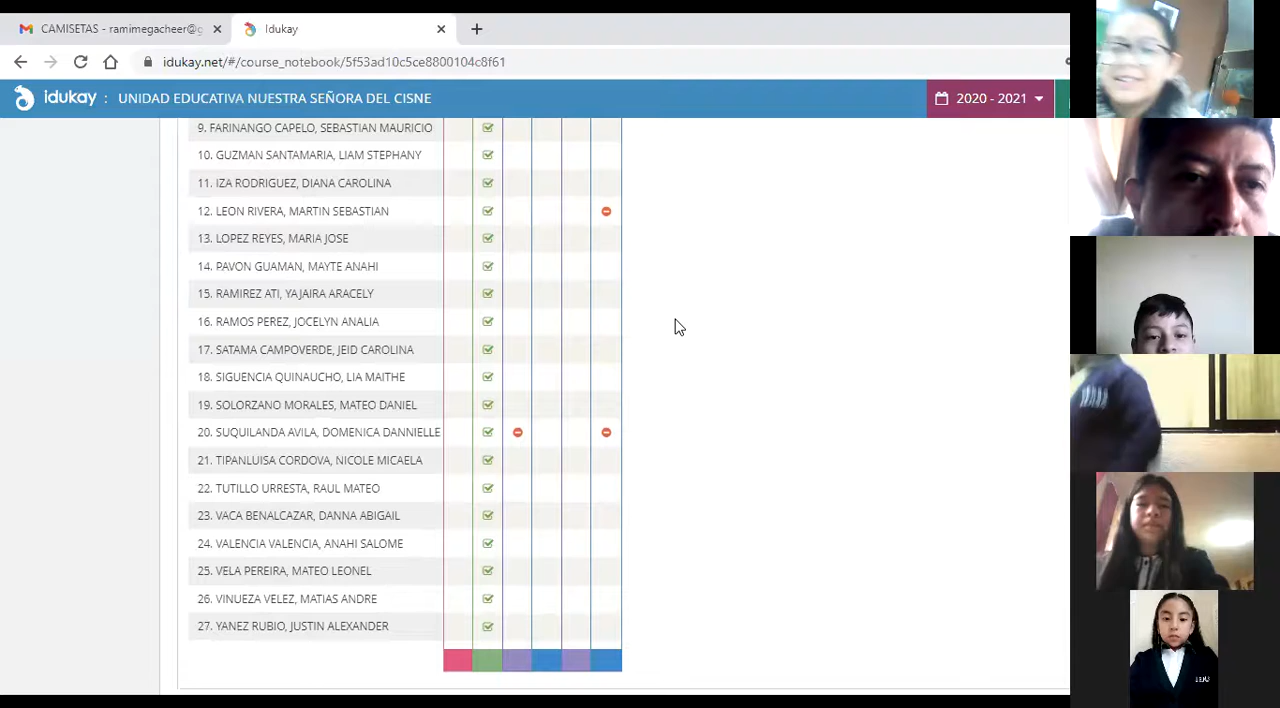 CAMISETAS - ramimegacheer@g
Idukay
idukay.net/#/course_notebook/5f53ad10c5ce8800104c8f61
idukay : UNIDAD EDUCATIVA NUESTRA SEÑORA DEL CISNE
2020 - 2021
9. FARINANGO CAPELO, SEBASTIAN MAURICIO
10. GUZMAN SANTAMARIA, LIAM STEPHANY
11. IZA RODRIGUEZ, DIANA CAROLINA
12. LEON RIVERA, MARTIN SEBASTIAN
13. LOPEZ REYES, MARIA JOSE
14. PAVON GUAMAN, MAYTE ANAHI
15. RAMIREZ ATI, YAJAIRA ARACELY
16. RAMOS PEREZ, JOCELYN ANALIA
17. SATAMA CAMPOVERDE, JEID CAROLINA
18. SIGUENCIA QUINAUCHO, LIA MAITHE
19. SOLORZANO MORALES, MATEO DANIEL
20. SUQUILANDA AVILA, DOMENICA DANNIELLE
21. TIPANLUISA CORDOVA, NICOLE MICAELA
22. TUTILLO URRESTA, RAUL MATEO
23. VACA BENALCAZAR, DANNA ABIGAIL
24. VALENCIA VALENCIA, ANAHI SALOME
25. VELA PEREIRA, MATEO LEONEL
26. VINUEZA VELEZ, MATIAS ANDRE
27. YANEZ RUBIO, JUSTIN ALEXANDER